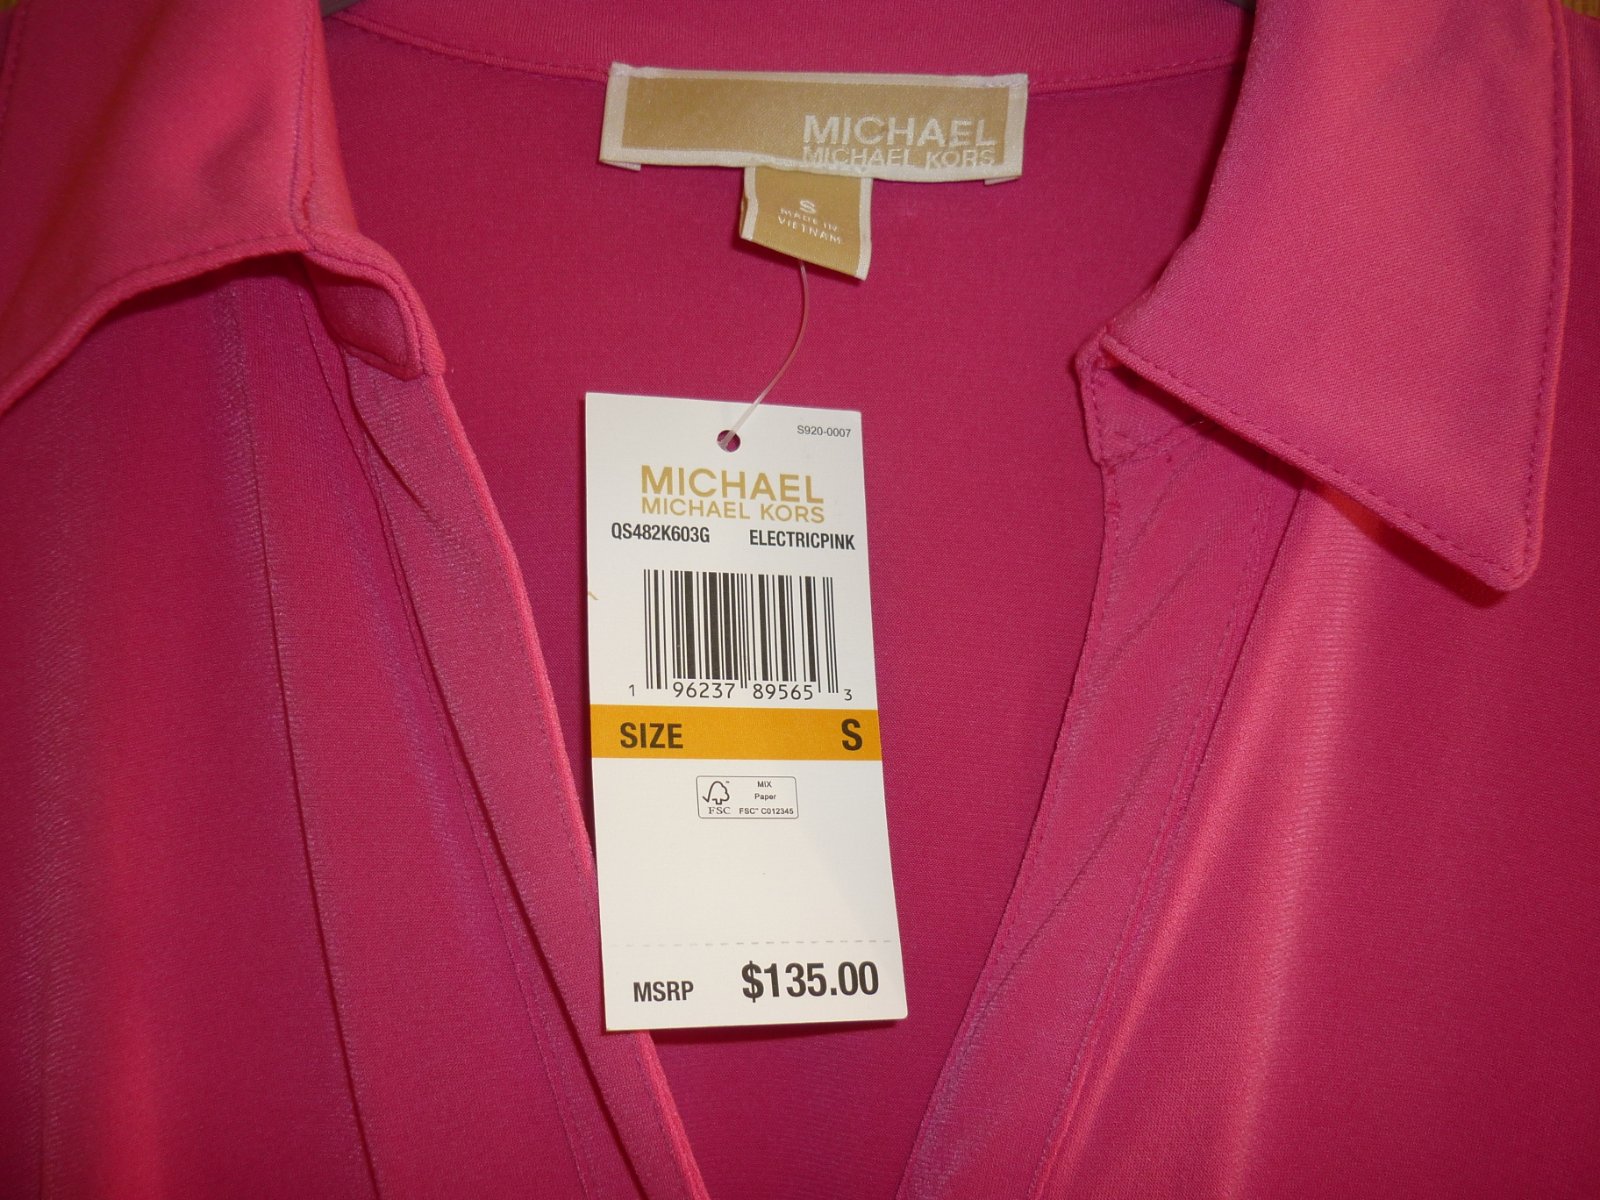 MICHAEL
MICHAEL KORS
S
MADE IN
VIETNAM
S920-0007
MICHAEL
MICHAEL KORS
QS482K603G ELECTRICPINK
1 96237 89565 3
SIZE S
MIX
Paper
FSC FSC™ C012345
MSRP $135.00